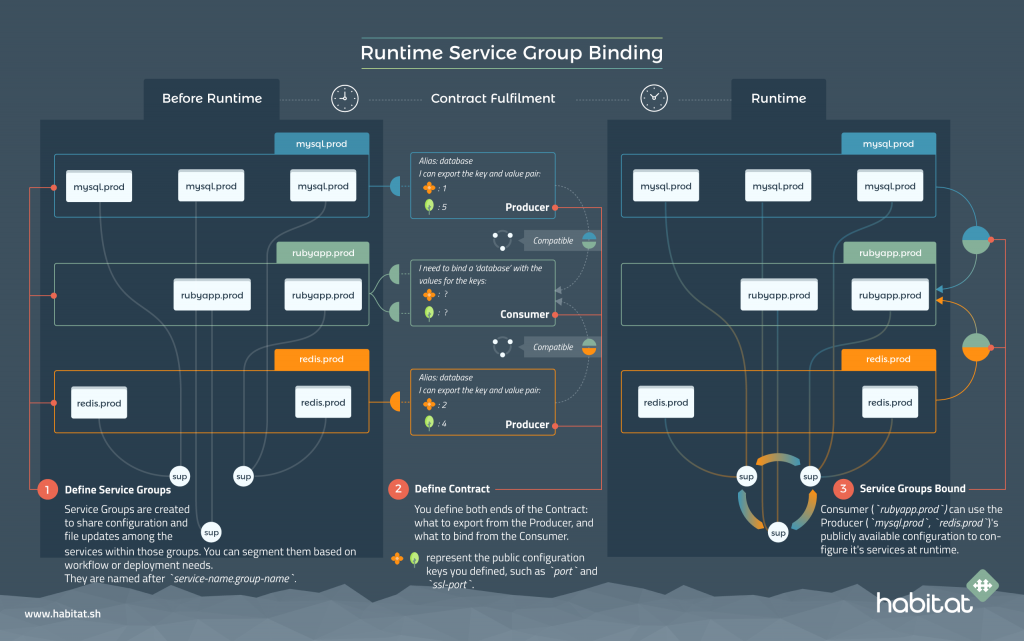 Runtime Service Group Binding
Before Runtime
Contract Fulfilment
Runtime
mysql.prod
mysql.prod
mysql.prod
mysql.prod
rubyapp.prod
rubyapp.prod
rubyapp.prod
redis.prod
redis.prod
redis.prod
sup
sup
sup
1
Define Service Groups
Service Groups are created
to share configuration and
file updates among the
services within those groups. You can segment them based on
workflow or deployment needs.
They are named after `service-name.group-name`.
Alias: database
I can export the key and value pair:
: 1
: 5
Producer
Compatible
I need to bind a 'database' with the
values for the keys:
: ?
: ?
Consumer
Compatible
Alias: database
I can export the key and value pair:
: 2
: 4
Producer
2
Define Contract
You define both ends of the Contract:
what to export from the Producer, and
what to bind from the Consumer.
represent the public configuration
keys you defined, such as `port` and
`ssl-port`.
mysql.prod
mysql.prod
mysql.prod
mysql.prod
rubyapp.prod
rubyapp.prod
rubyapp.prod
redis.prod
redis.prod
redis.prod
sup
sup
sup
3
Service Groups Bound
Consumer (`rubyapp.prod`) can use the
Producer (`mysql.prod`, `redis.prod`)'s
publicly available configuration to con-
figure it's services at runtime.
www.habitat.sh
habitat